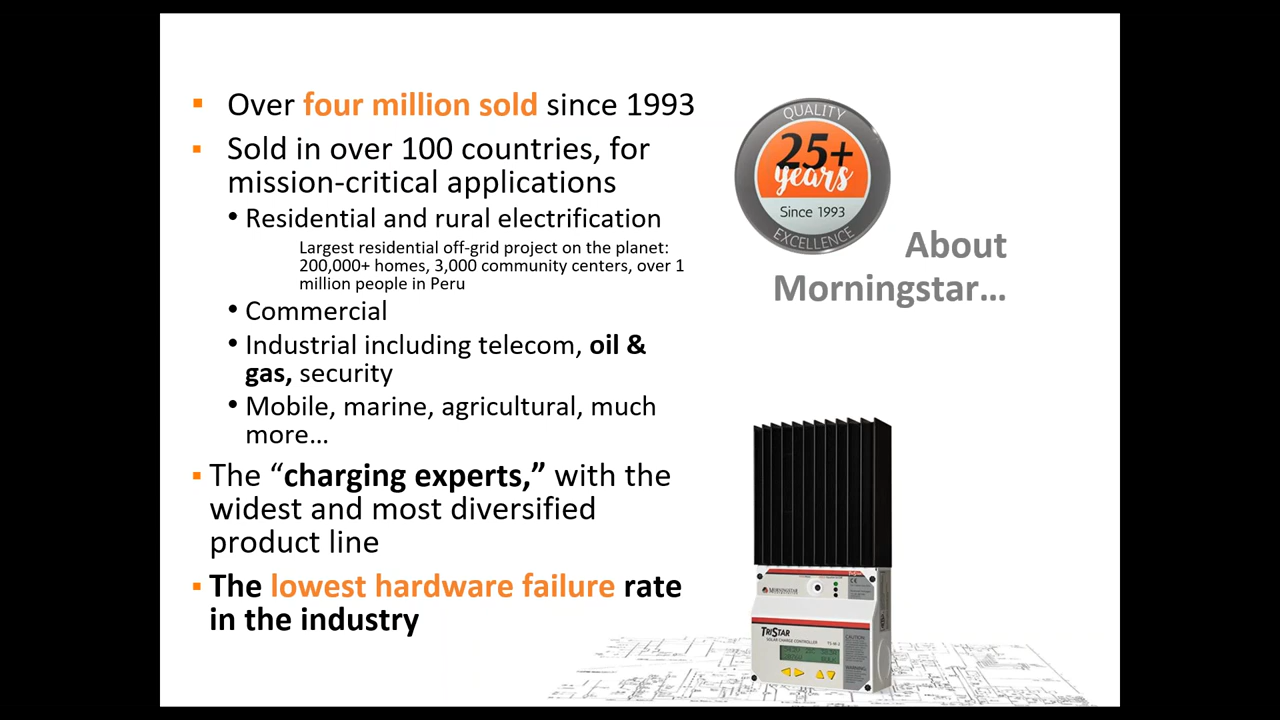 Over four million sold since 1993
Sold in over 100 countries, for
mission-critical applications
Residential and rural electrification
Largest residential off-grid project on the planet:
200,000+ homes, 3,000 community centers, over 1
million people in Peru
Commercial
Industrial including telecom, oil &
gas, security
Mobile, marine, agricultural, much
more…
The “charging experts,” with the
widest and most diversified
product line
The lowest hardware failure rate
in the industry
QUALITY
25+
years
Since 1993
EXCELLENCE
About
Morningstar…
MORNINGSTAR
TRISTAR
SOLAR CHARGE CONTROLLER